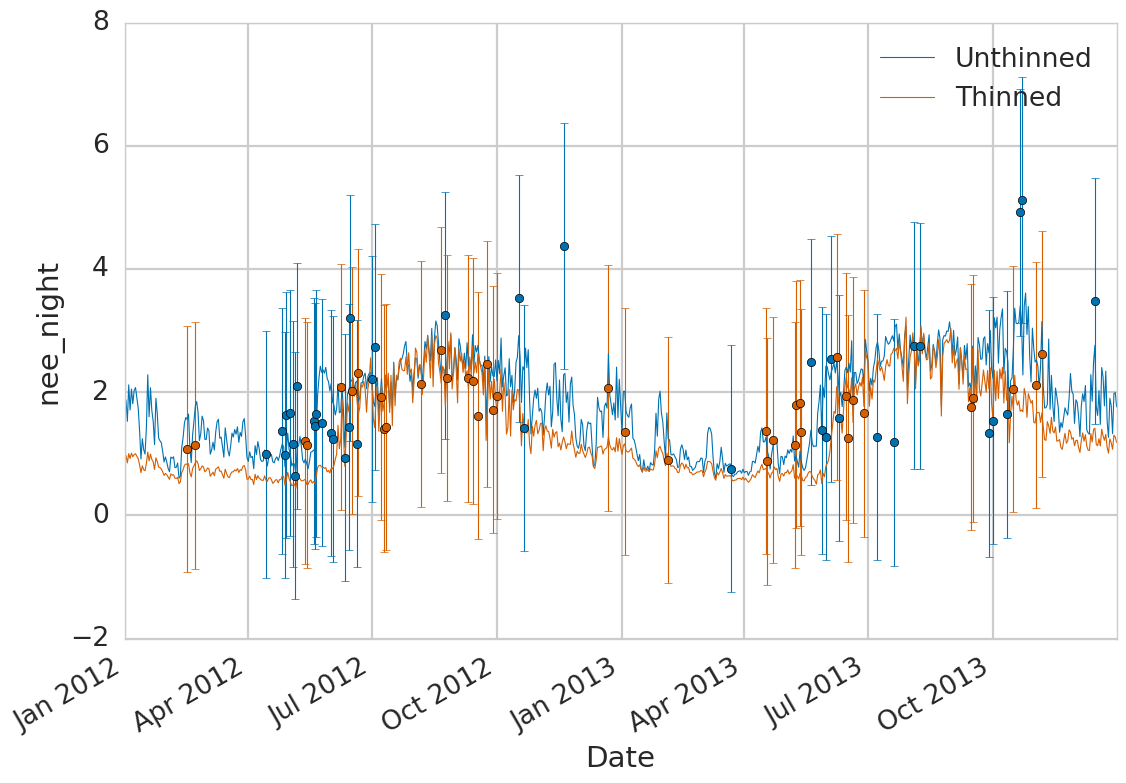 8
6
4
2
0
−2
nee_night
Unthinned
Thinned
Jan 2012
Apr 2012
Jul 2012
Oct 2012
Jan 2013
Apr 2013
Jul 2013
Oct 2013
Date